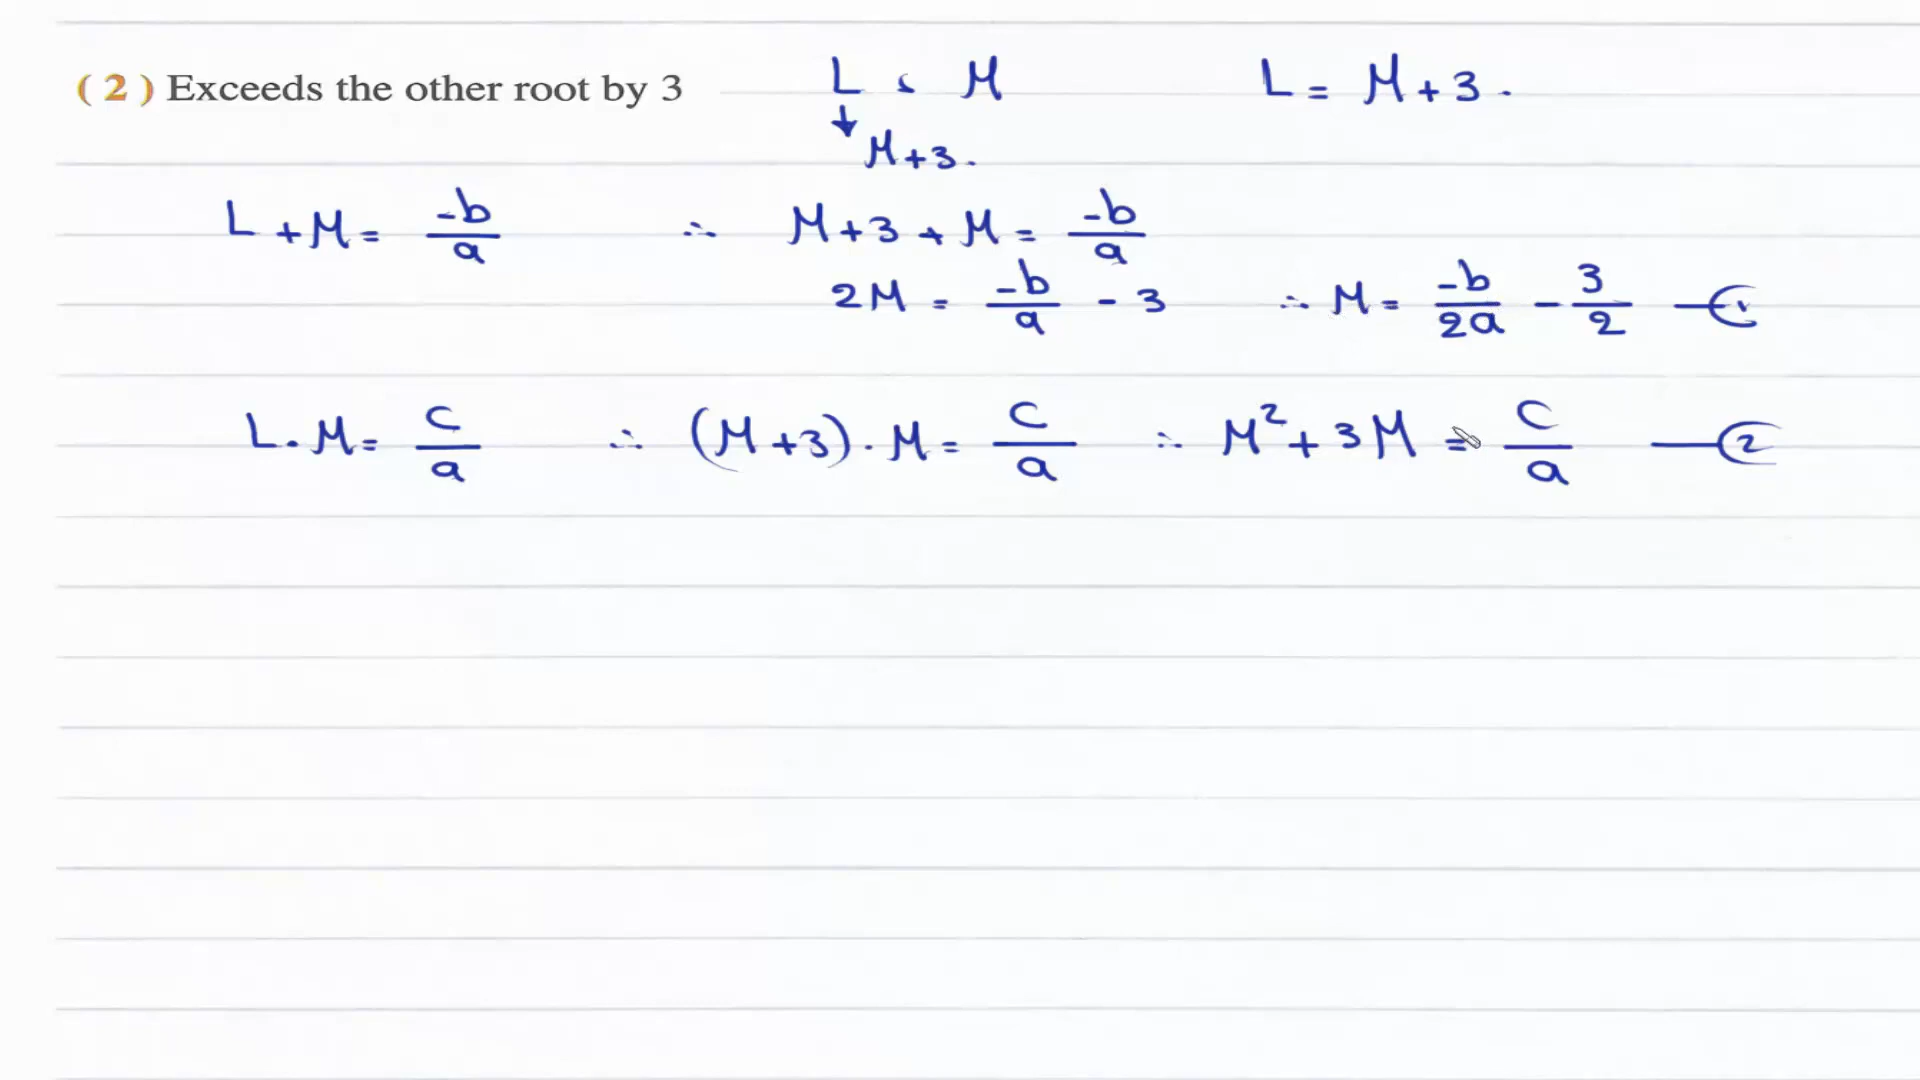 ( 2 ) Exceeds the other root by 3 L ، M L = M + 3 .
M + 3 .
L + M = -b/a ∴ M + 3 + M = -b/a
2M = -b/a - 3 ∴ M = -b/2a - 3/2 —
L . M = c/a ∴ (M + 3) . M = c/a ∴ M² + 3M = c/a — 2